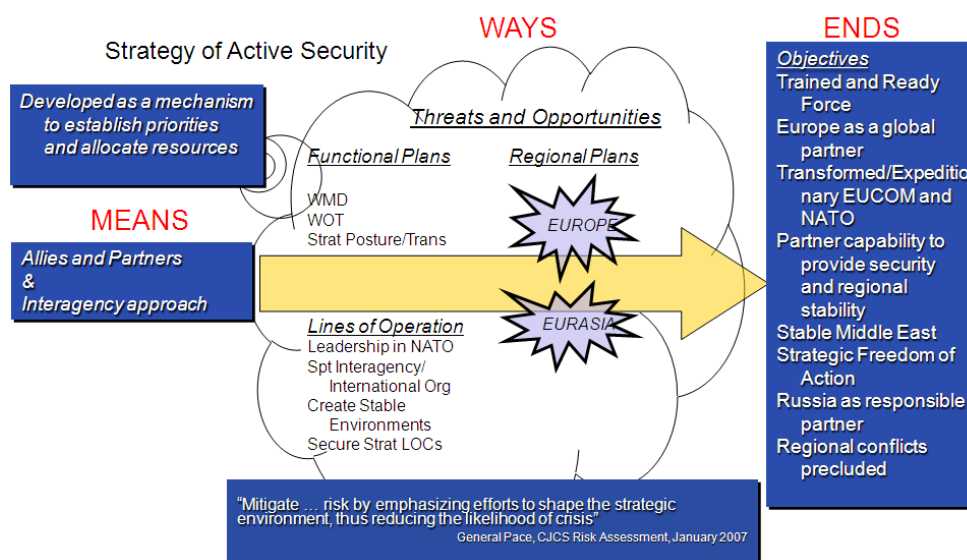 Strategy of Active Security
WAYS
ENDS
Developed as a mechanism
to establish priorities
and allocate resources
MEANS
Allies and Partners
&
Interagency approach
Threats and Opportunities
Functional Plans
WMD
WOT
Strat Posture/Trans
Regional Plans
EUROPE
EURASIA
Lines of Operation
Leadership in NATO
Spt Interagency/
International Org
Create Stable
Environments
Secure Strat LOCs
Objectives
Trained and Ready
Force
Europe as a global
partner
Transformed/Expeditio
nary EUCOM and
NATO
Partner capability to
provide security
and regional
stability
Stable Middle East
Strategic Freedom of
Action
Russia as responsible
partner
Regional conflicts
precluded
“Mitigate … risk by emphasizing efforts to shape the strategic
environment, thus reducing the likelihood of crisis”
General Pace, CJCS Risk Assessment, January 2007